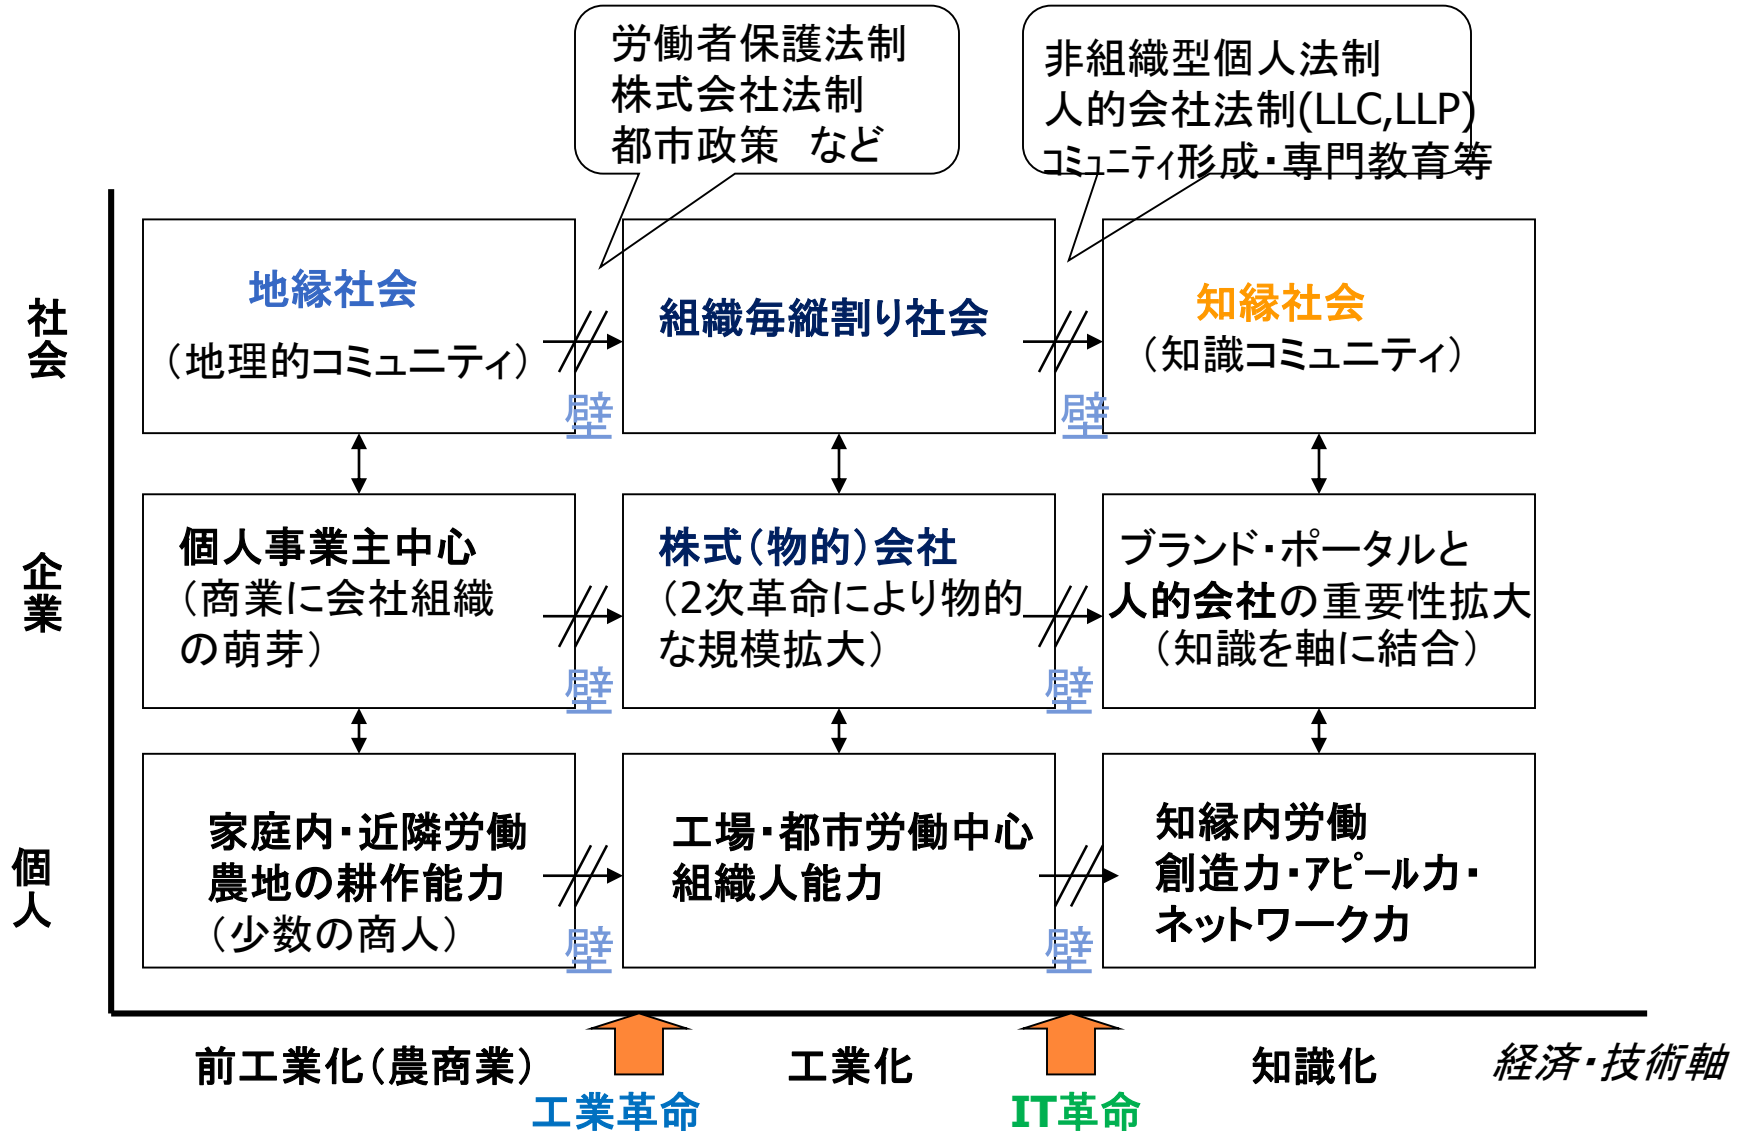 労働者保護法制
株式会社法制
都市政策　など
非組織型個人法制
人的会社法制(LLC,LLP)
ｺﾐｭﾆﾃｨ形成・専門教育等
社会
地縁社会
（地理的コミュニティ）
壁
組織毎縦割り社会
壁
知縁社会
（知識コミュニティ）
企業
個人事業主中心
（商業に会社組織
の萌芽）
壁
株式（物的）会社
（2次革命により物的
な規模拡大）
壁
ブランド・ポータルと
人的会社の重要性拡大
（知識を軸に結合）
個人
家庭内・近隣労働
農地の耕作能力
（少数の商人）
壁
工場・都市労働中心
組織人能力
壁
知縁内労働
創造力・ｱﾋﾟｰﾙ力・
ネットワーク力
前工業化（農商業）
工業化
知識化
経済・技術軸
工業革命
IT革命